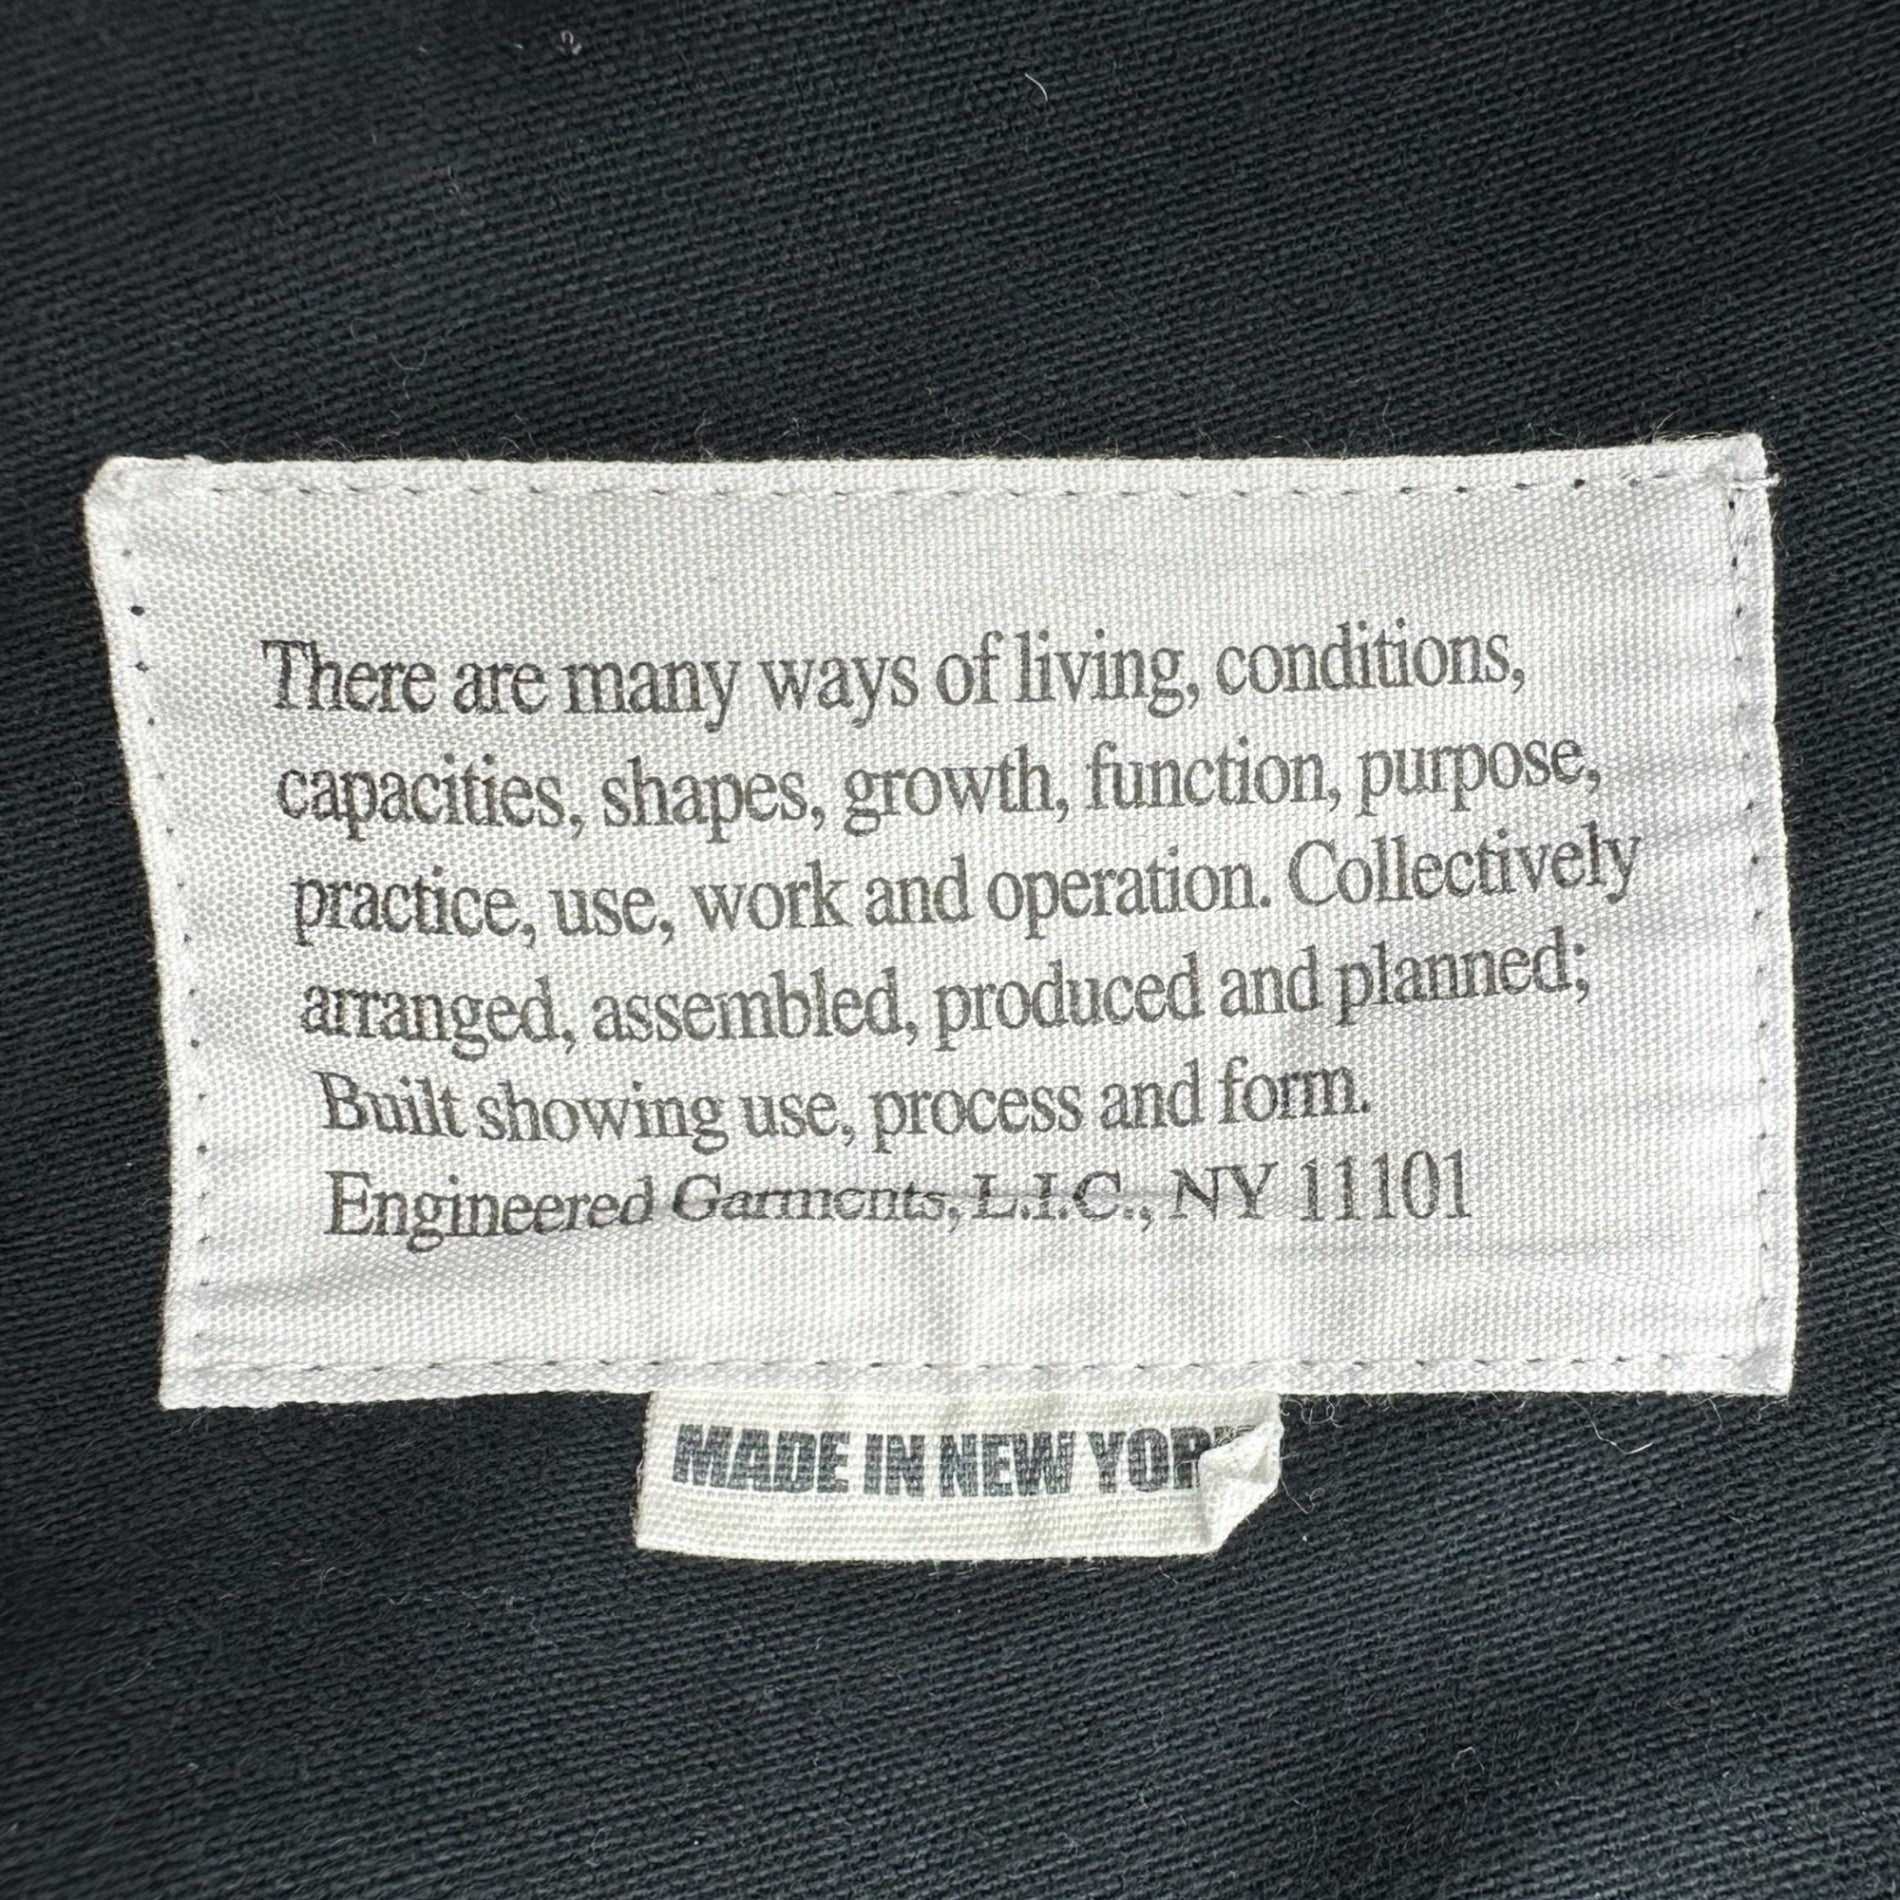 There are many ways of living, conditions,
capacities, shapes, growth, function, purpose,
practice, use, work and operation. Collectively
arranged, assembled, produced and planned;
Built showing use, process and form.
Engineered Garments, L.I.C., NY 11101
MADE IN NEW YORK